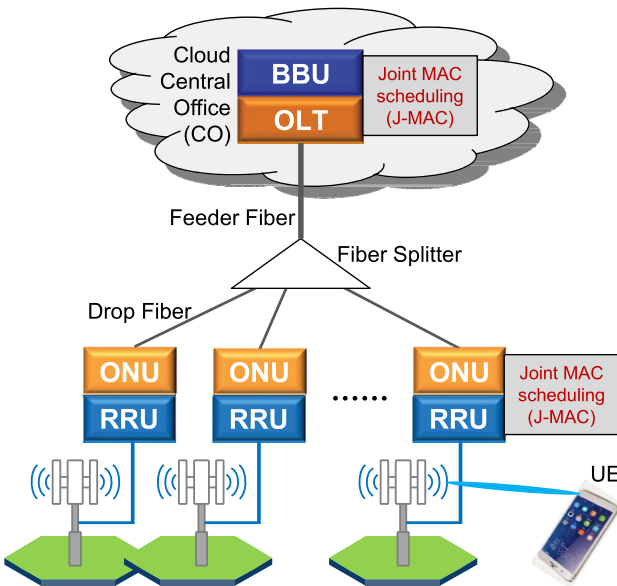 Cloud
Central
Office
(CO)
BBU
OLT
Joint MAC
scheduling
(J-MAC)
Feeder Fiber
Fiber Splitter
Drop Fiber
ONU
ONU
......
ONU
RRU
RRU
RRU
Joint MAC
scheduling
(J-MAC)
UE